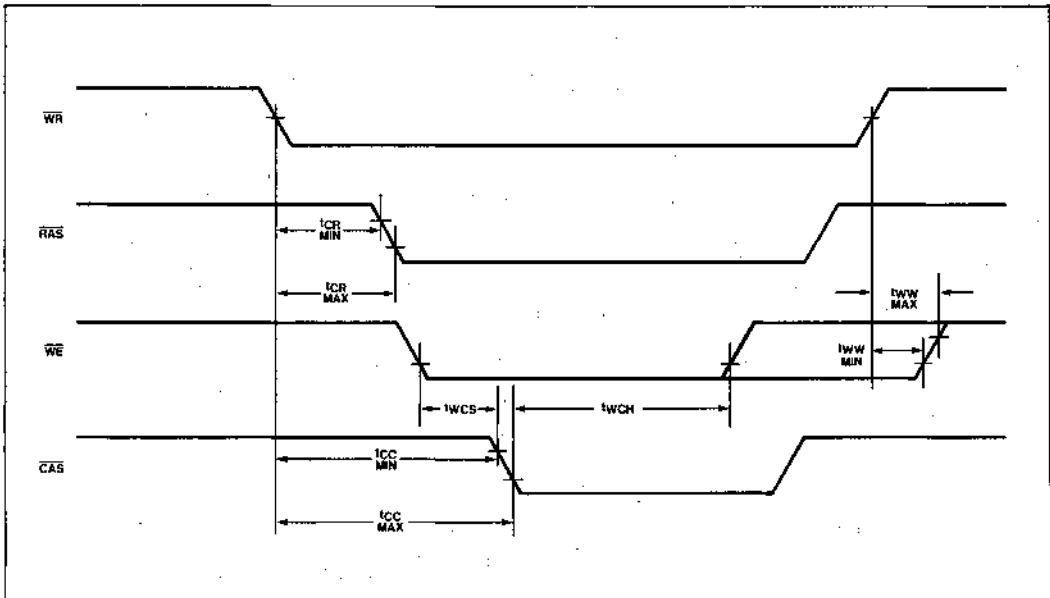 WR
RAS
tCR
MIN
tCR
MAX
tWW
MAX
WE
tWW
MIN
tWCS
tWCH
CAS
tCC
MIN
tCC
MAX